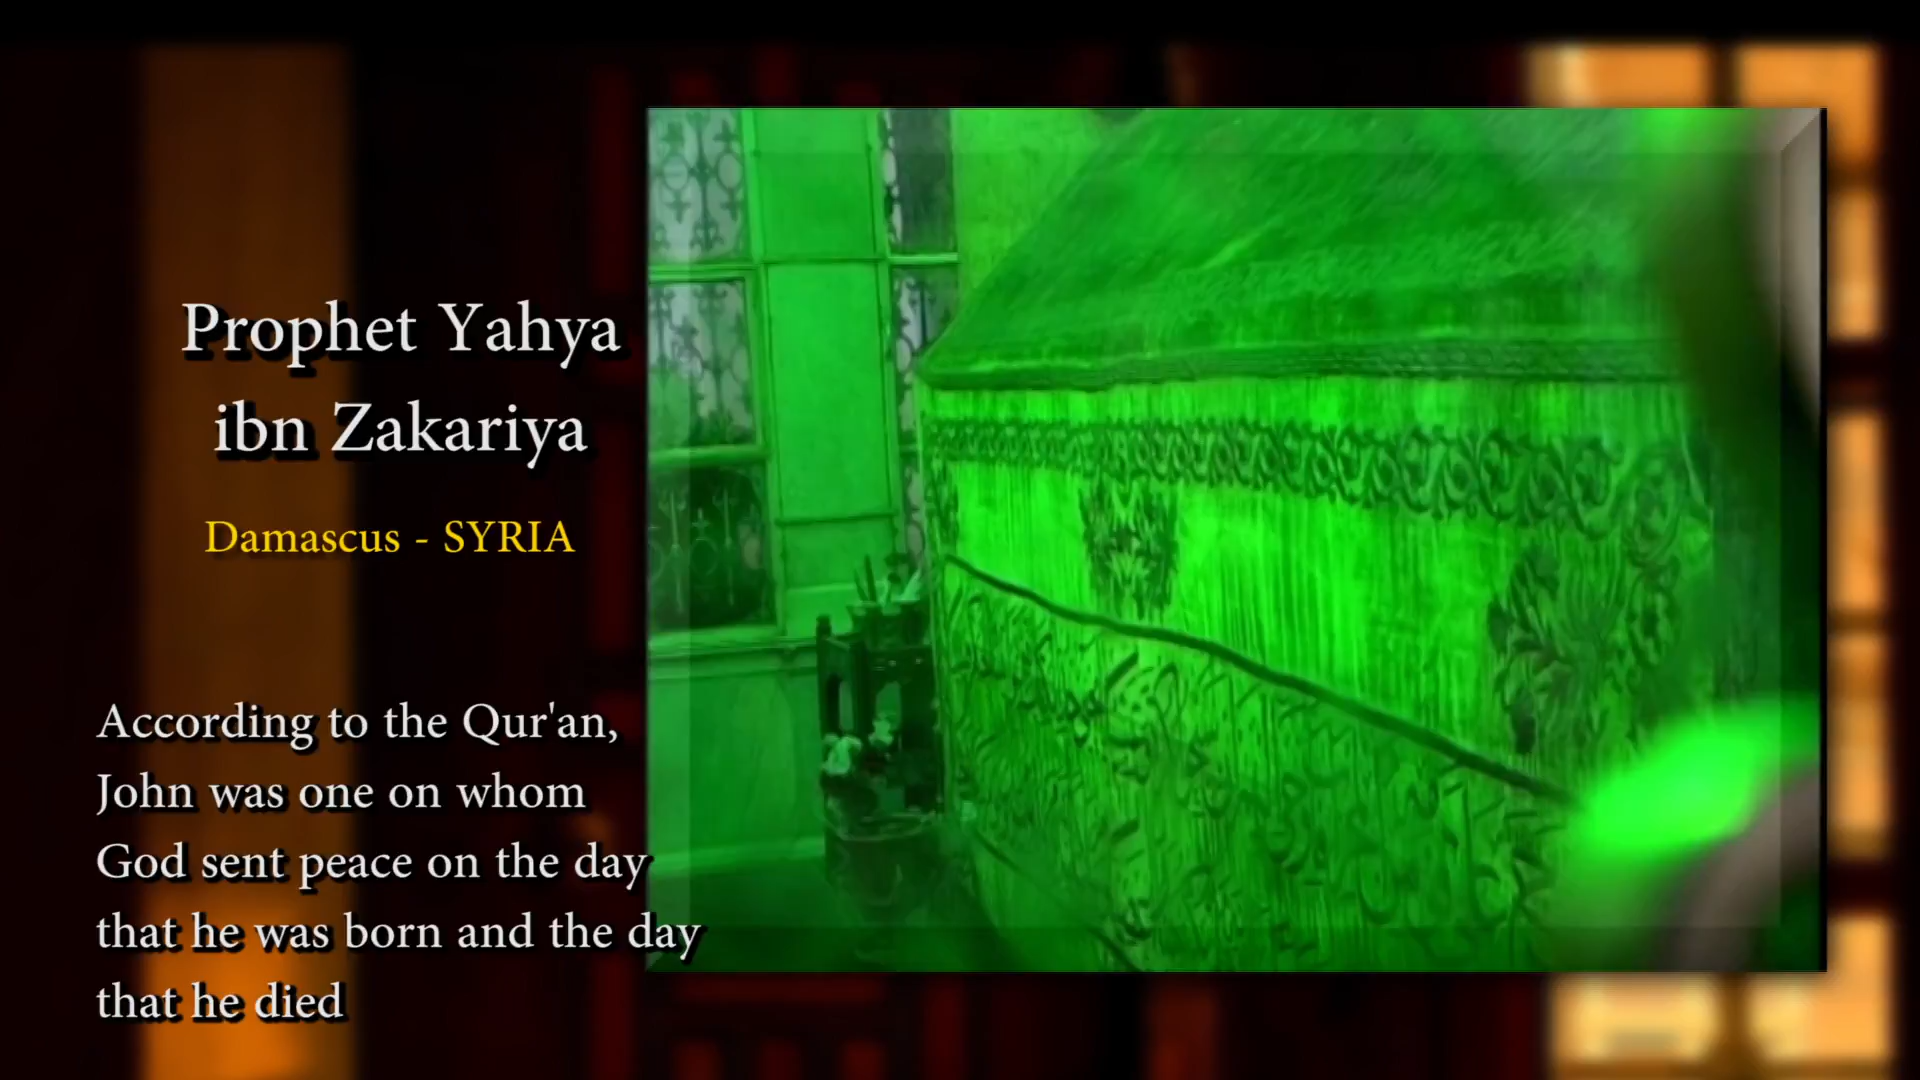 Prophet Yahya
ibn Zakariya
Damascus - SYRIA
According to the Qur'an,
John was one on whom
God sent peace on the day
that he was born and the day
that he died